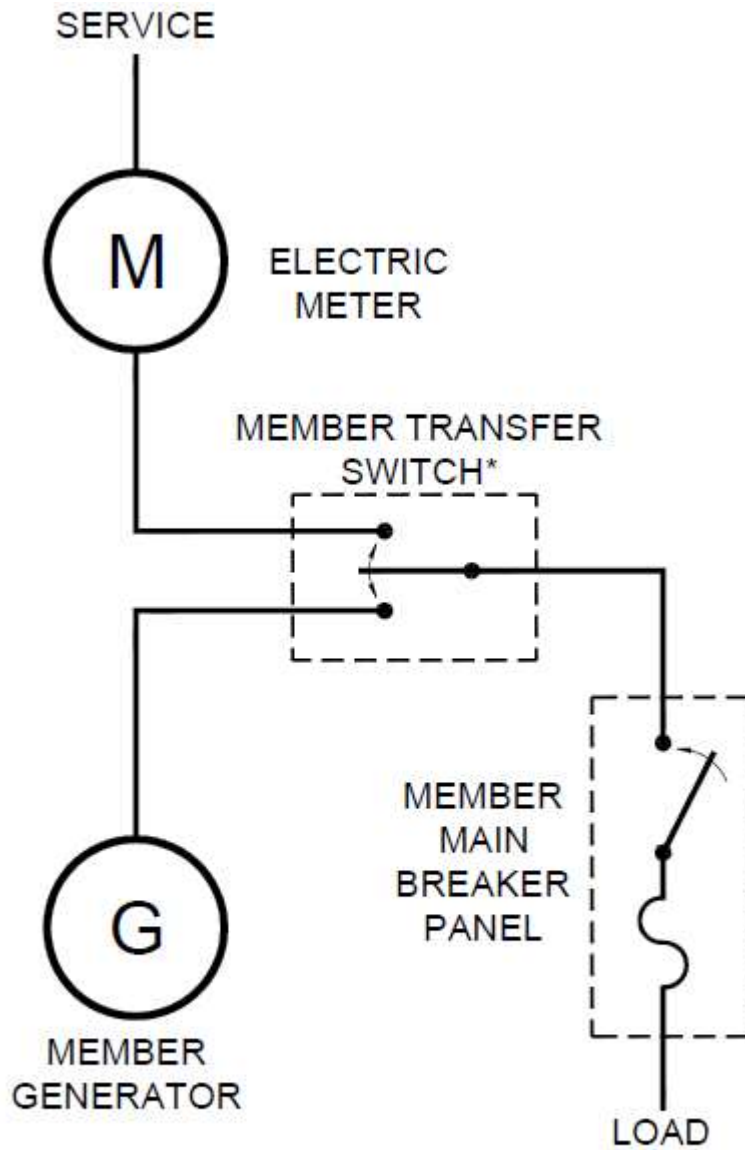 SERVICE
M
ELECTRIC
METER
MEMBER TRANSFER
SWITCH*
MEMBER
MAIN
BREAKER
PANEL
G
MEMBER
GENERATOR
LOAD